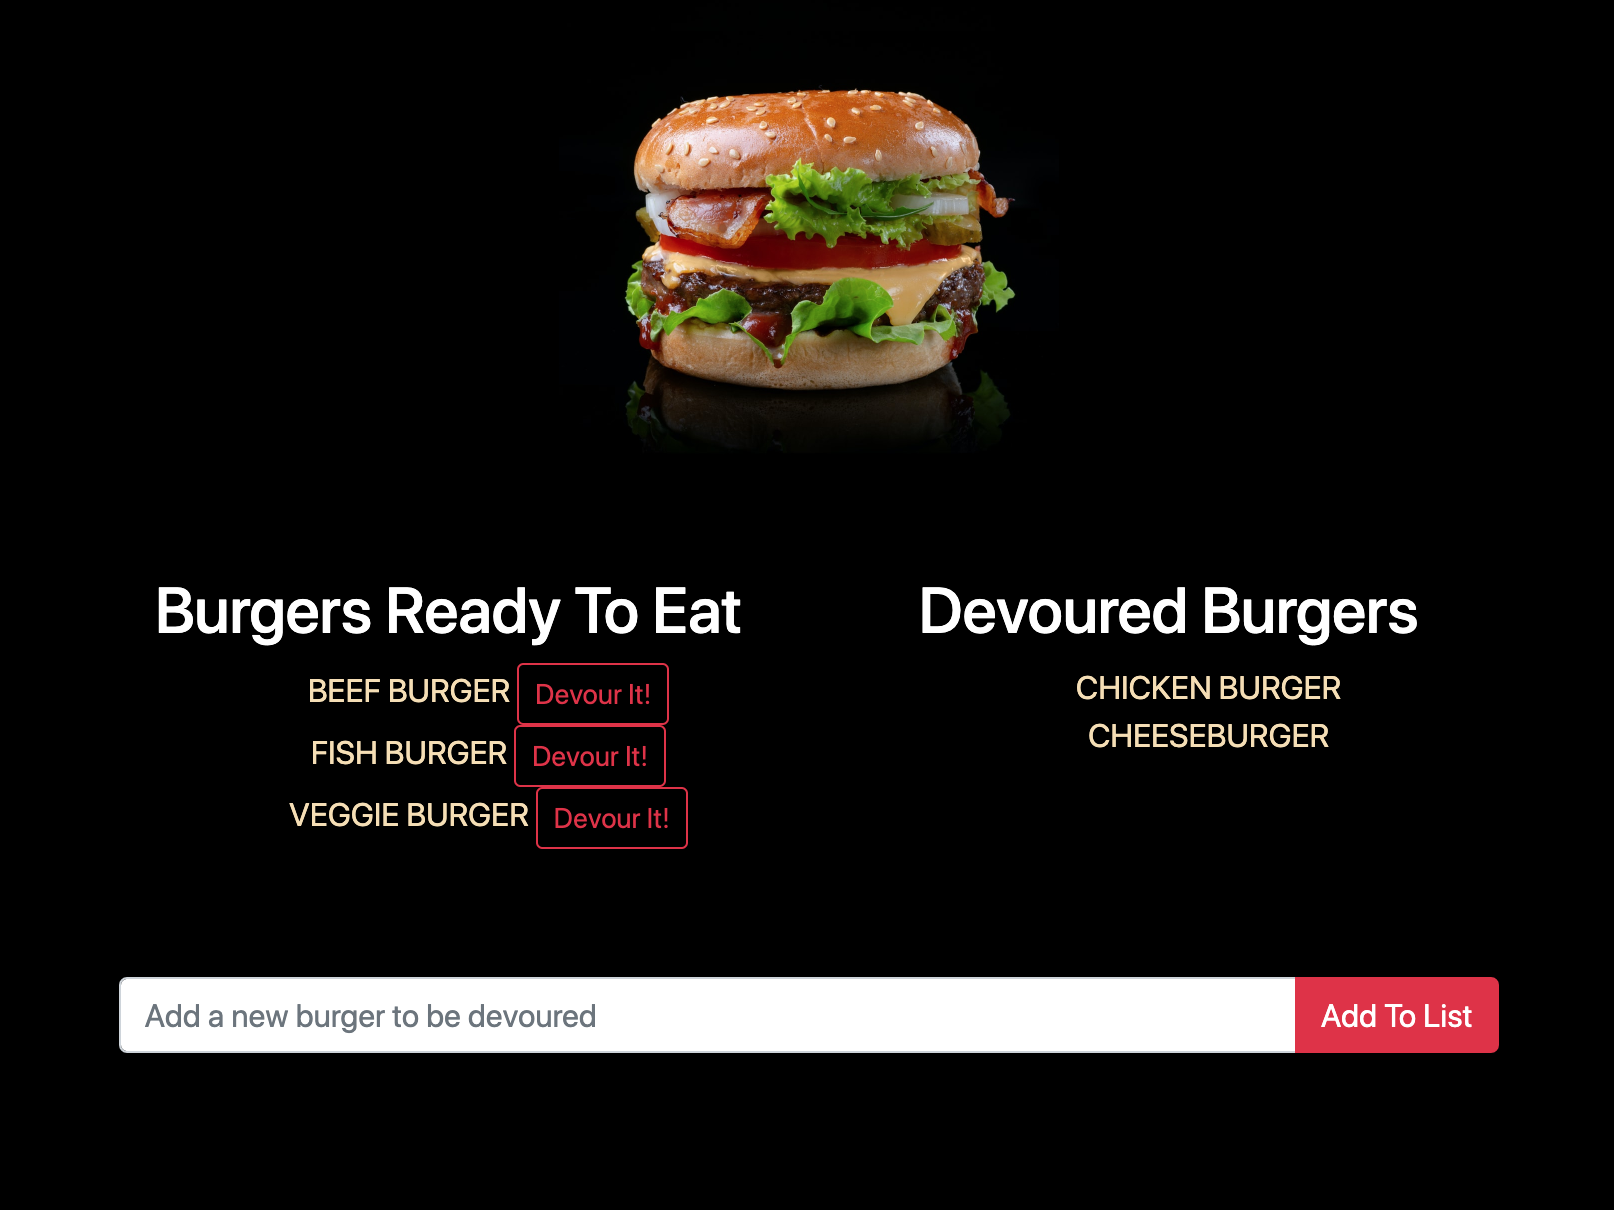 Burgers Ready To Eat
BEEF BURGER Devour It!
FISH BURGER Devour It!
VEGGIE BURGER Devour It!
Devoured Burgers
CHICKEN BURGER
CHEESEBURGER
Add a new burger to be devoured
Add To List